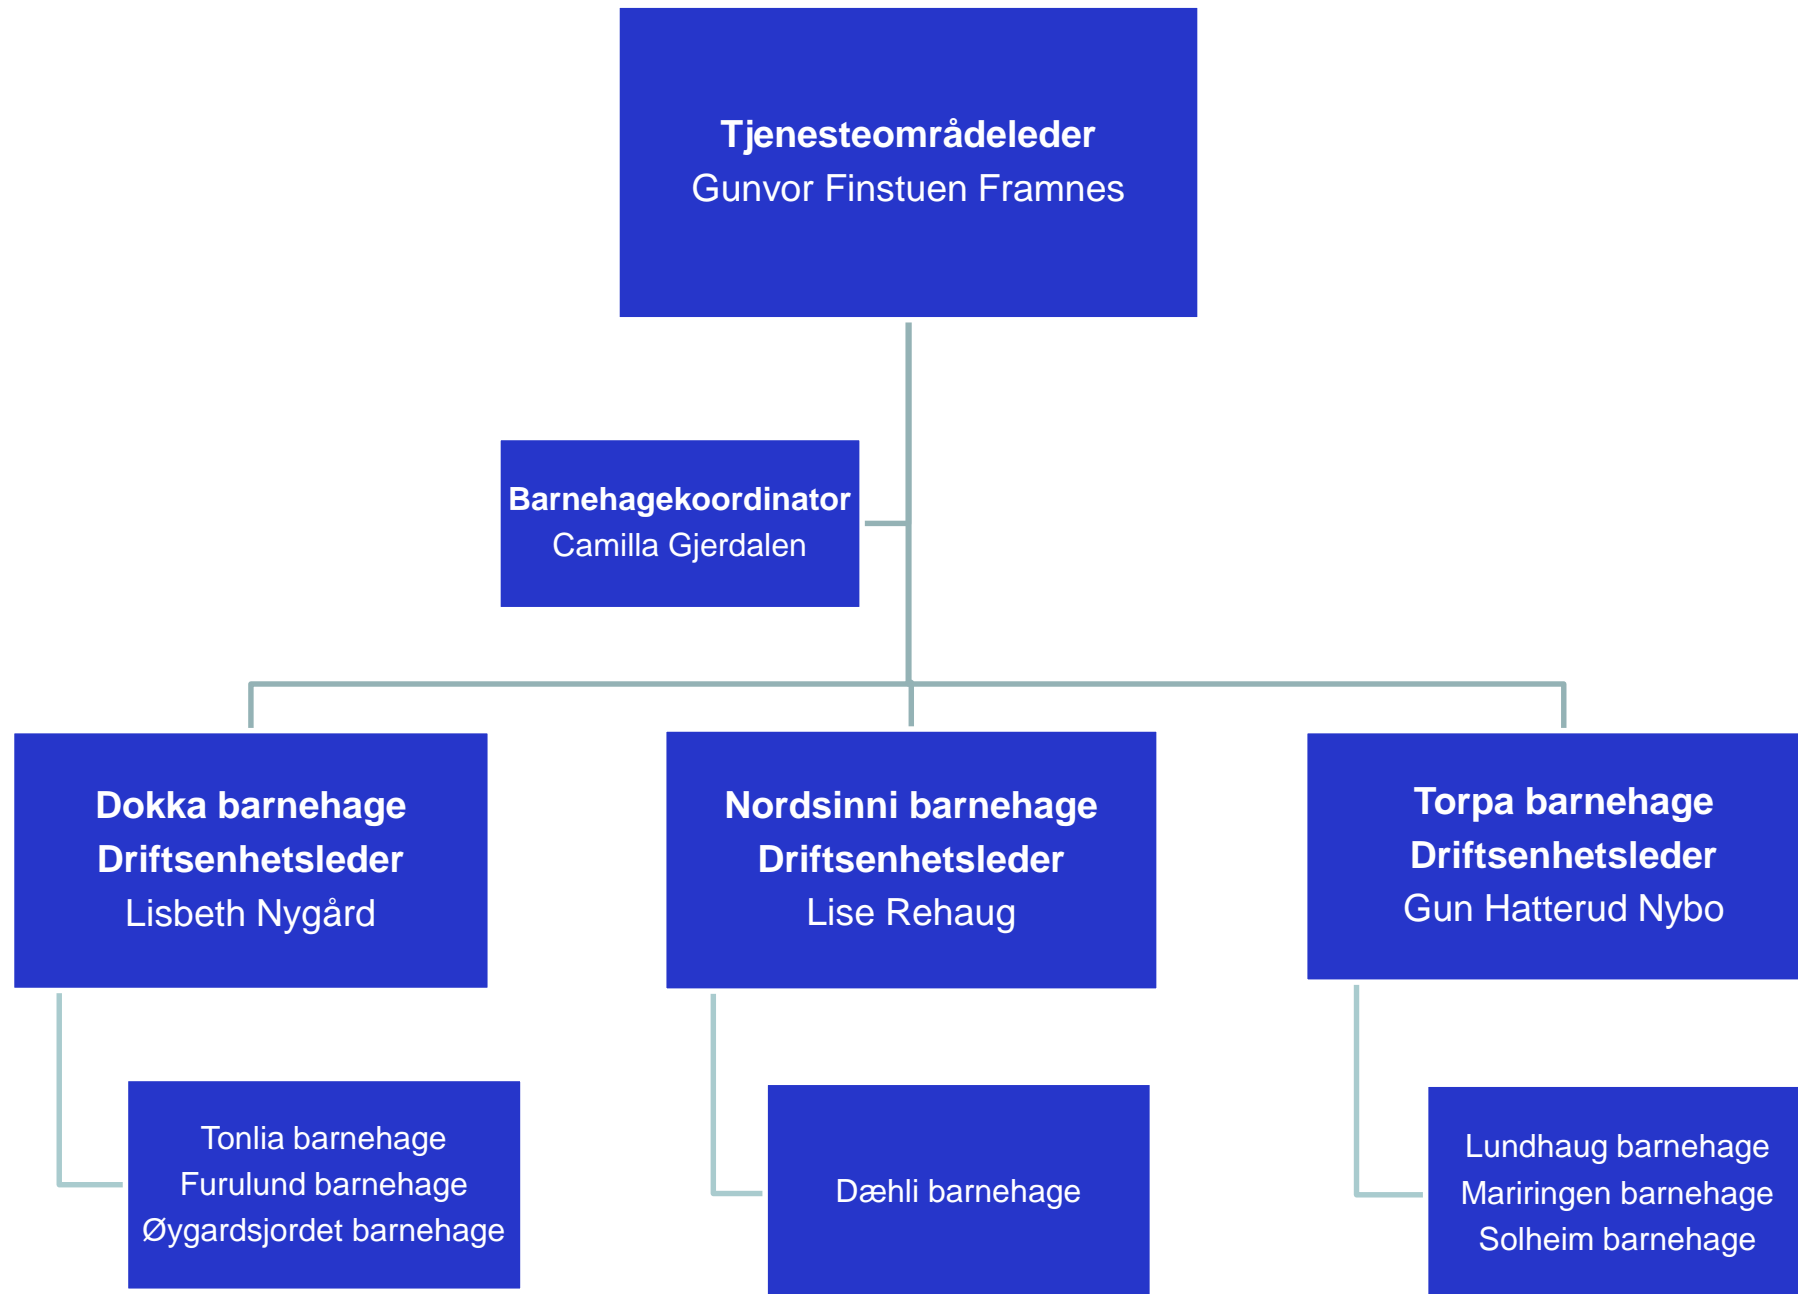 Tjenesteområdeleder
Gunvor Finstuen Framnes
Barnehagekoordinator
Camilla Gjerdalen
Dokka barnehage
Driftsenhetsleder
Lisbeth Nygård
Nordsinni barnehage
Driftsenhetsleder
Lise Rehaug
Torpa barnehage
Driftsenhetsleder
Gun Hatterud Nybo
Tonlia barnehage
Furulund barnehage
Øygardsjordet barnehage
Dæhli barnehage
Lundhaug barnehage
Mariringen barnehage
Solheim barnehage